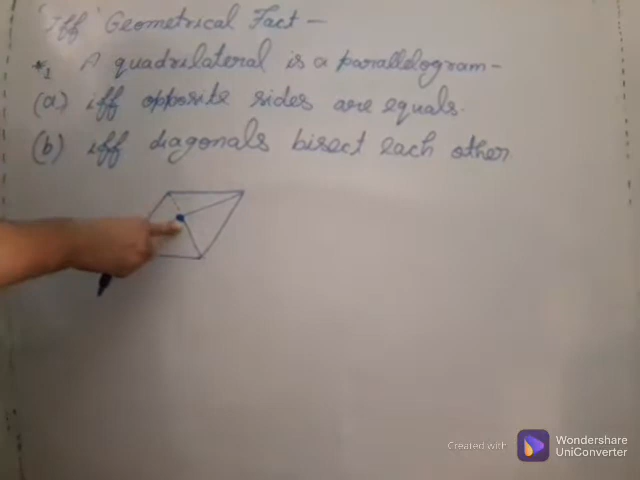 'Iff' Geometrical Fact -
*1 A quadrilateral is a parallelogram -
(a) iff opposite sides are equals.
(b) iff diagonals bisect each other
Created with
Wondershare
UniConverter